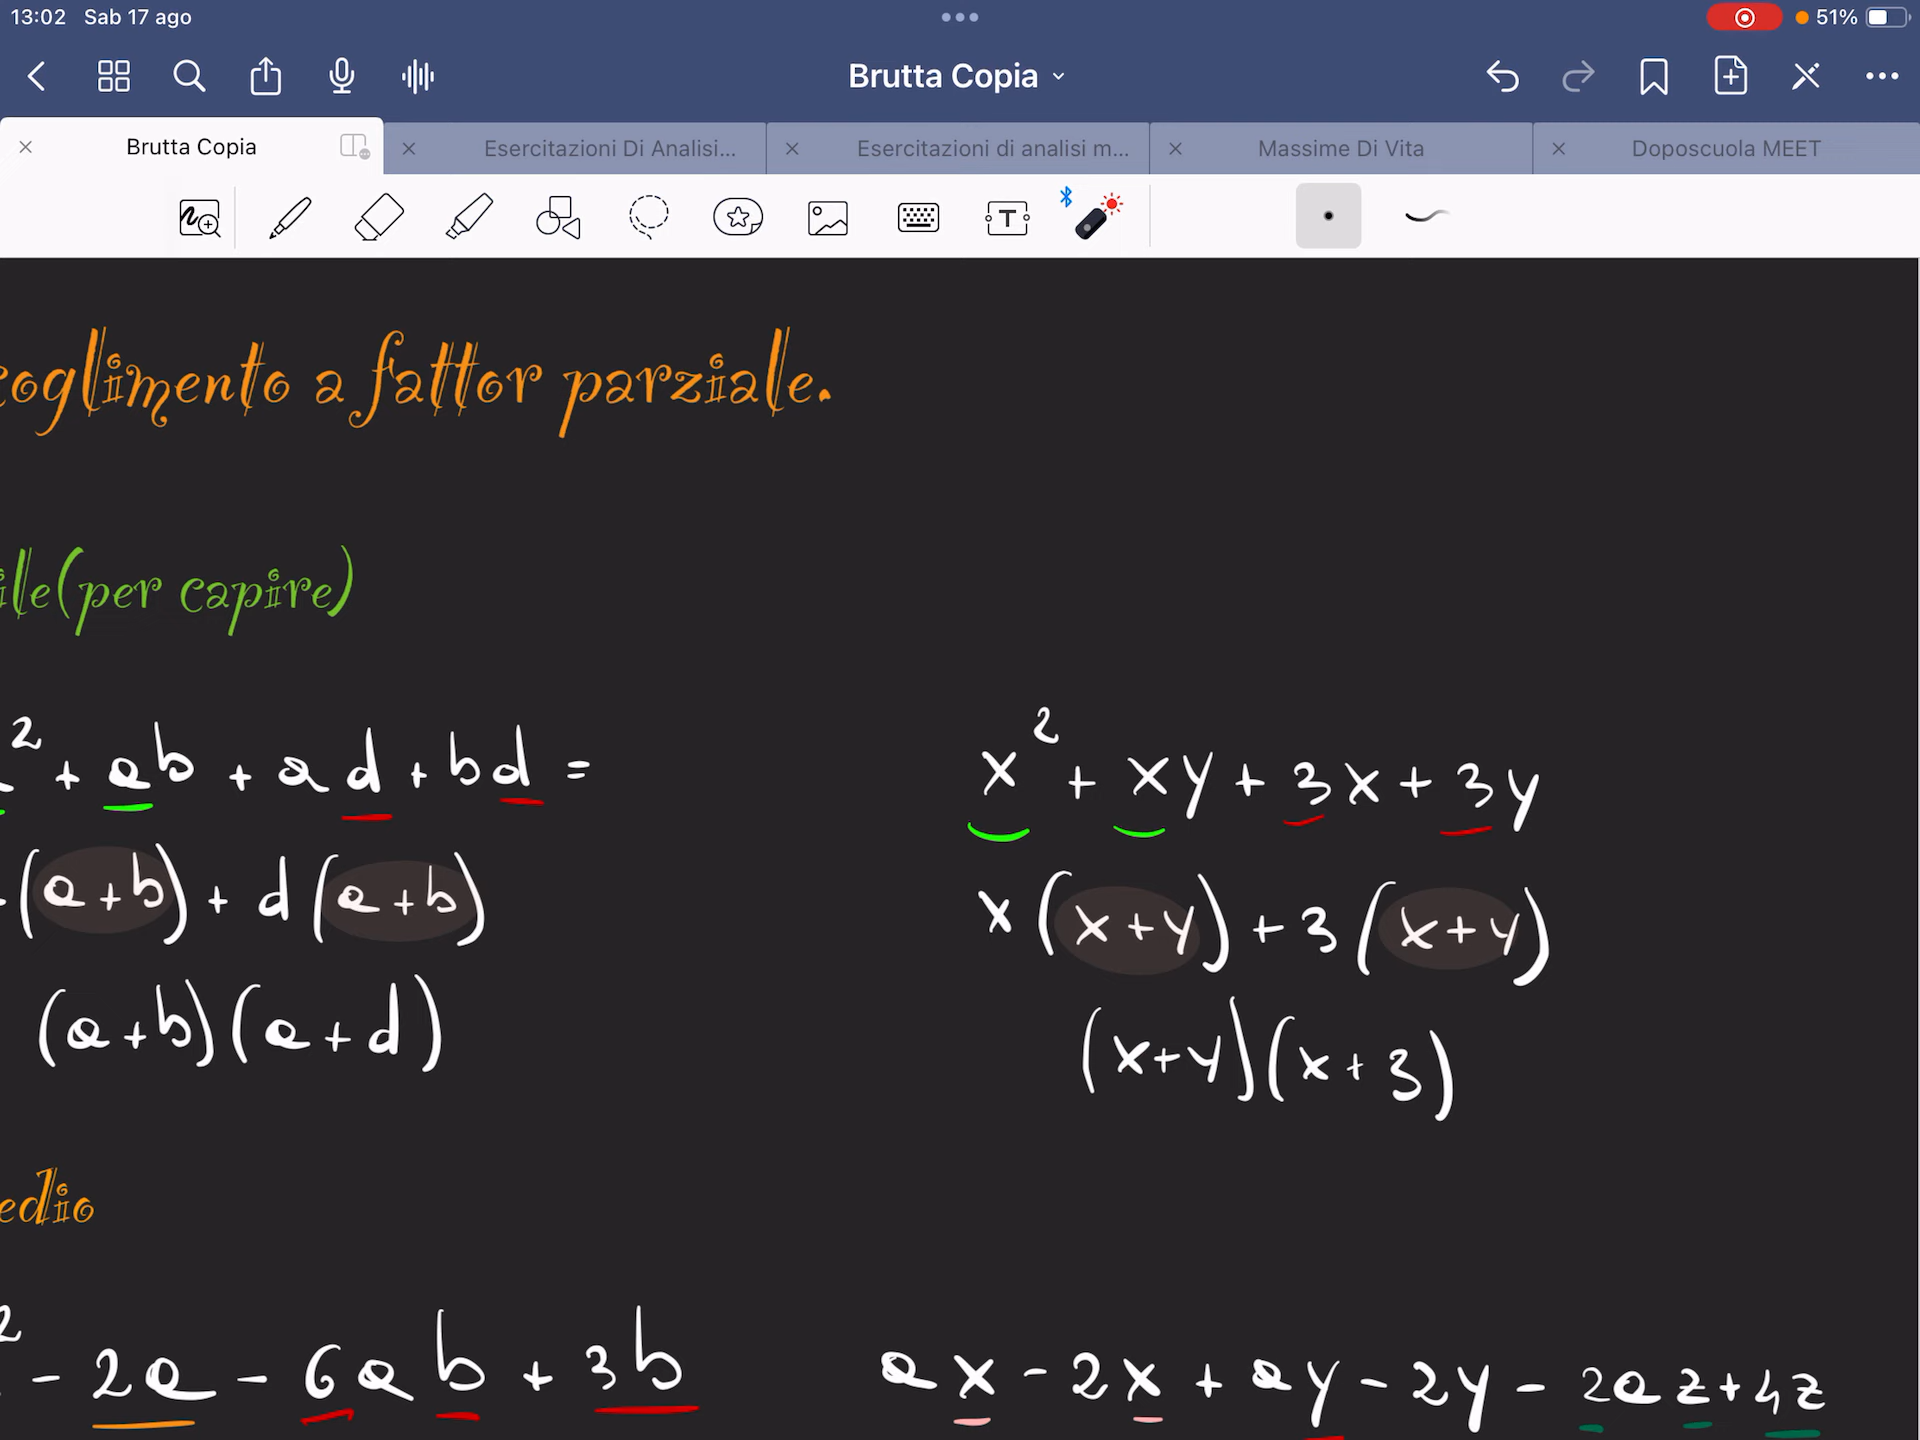 13:02 Sab 17 ago
51%
Brutta Copia
Brutta Copia
Esercitazioni Di Analisi...
Esercitazioni di analisi m...
Massime Di Vita
Doposcuola MEET
T
coglimento a fattor parziale.
ile(per capire)
² + ab + ad + bd =
(a+b) + d (a+b)
(a+b)(a+d)
x² + xy + 3x + 3y
x (x+y) + 3 (x+y)
(x+y)(x+3)
edio
² - 2a - 6ab + 3b
ax - 2x + ay - 2y - 2az + 4z